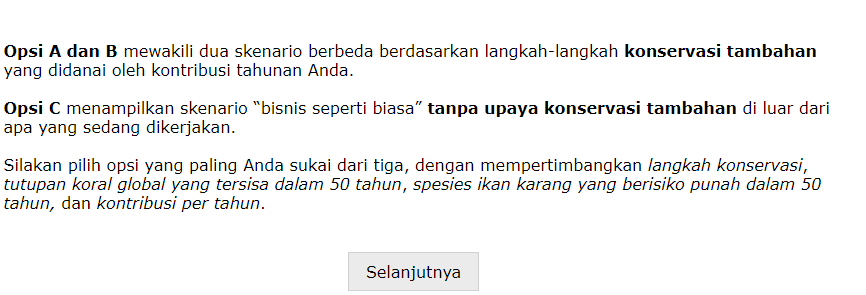 Opsi A dan B mewakili dua skenario berbeda berdasarkan langkah-langkah konservasi tambahan
yang didanai oleh kontribusi tahunan Anda.
Opsi C menampilkan skenario “bisnis seperti biasa” tanpa upaya konservasi tambahan di luar dari
apa yang sedang dikerjakan.
Silakan pilih opsi yang paling Anda sukai dari tiga, dengan mempertimbangkan langkah konservasi,
tutupan koral global yang tersisa dalam 50 tahun, spesies ikan karang yang berisiko punah dalam 50
tahun, dan kontribusi per tahun.
Selanjutnya